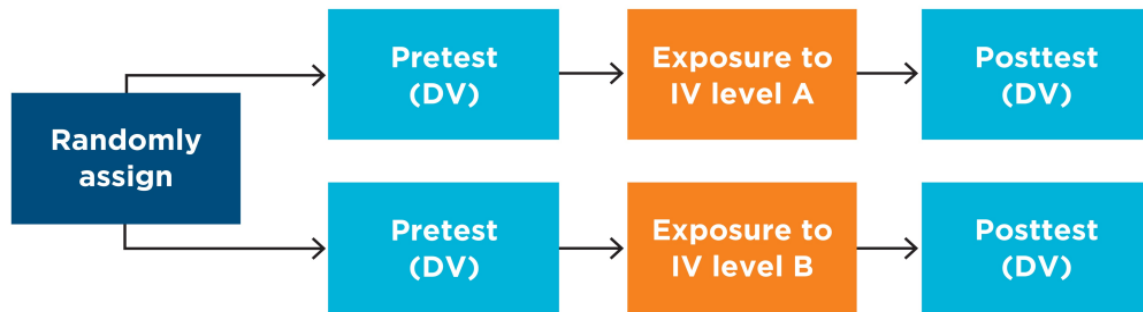 Pretest
(DV)
Exposure to
IV level A
Posttest
(DV)
Randomly
assign
Pretest
(DV)
Exposure to
IV level B
Posttest
(DV)